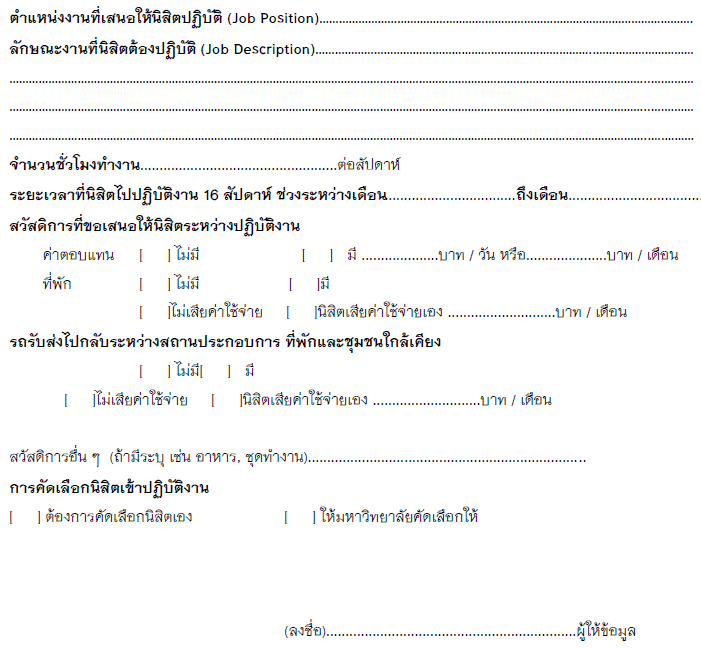 ตำแหน่งงานที่เสนอให้นิสิตปฏิบัติ (Job Position)................................................................................................
ลักษณะงานที่นิสิตต้องปฏิบัติ (Job Description)................................................................................................
................................................................................................................................................................
................................................................................................................................................................
................................................................................................................................................................
จำนวนชั่วโมงทำงาน...................................................ต่อสัปดาห์
ระยะเวลาที่นิสิตไปปฏิบัติงาน 16 สัปดาห์ ช่วงระหว่างเดือน.................................ถึงเดือน..................................
สวัสดิการที่ขอเสนอให้นิสิตระหว่างปฏิบัติงาน
ค่าตอบแทน [ ] ไม่มี [ ] มี ....................บาท / วัน หรือ.....................บาท / เดือน
ที่พัก [ ] ไม่มี [ ]มี
[ ]ไม่เสียค่าใช้จ่าย [ ]นิสิตเสียค่าใช้จ่ายเอง ............................บาท / เดือน
รถรับส่งไปกลับระหว่างสถานประกอบการ ที่พักและชุมชนใกล้เคียง
[ ] ไม่มี[ ] มี
[ ]ไม่เสียค่าใช้จ่าย [ ]นิสิตเสียค่าใช้จ่ายเอง ............................บาท / เดือน
สวัสดิการอื่น ๆ (ถ้ามีระบุ เช่น อาหาร, ชุดทำงาน)........................................................................
การคัดเลือกนิสิตเข้าปฏิบัติงาน
[ ] ต้องการคัดเลือกนิสิตเอง [ ] ให้มหาวิทยาลัยคัดเลือกให้
(ลงชื่อ).................................................................ผู้ให้ข้อมูล